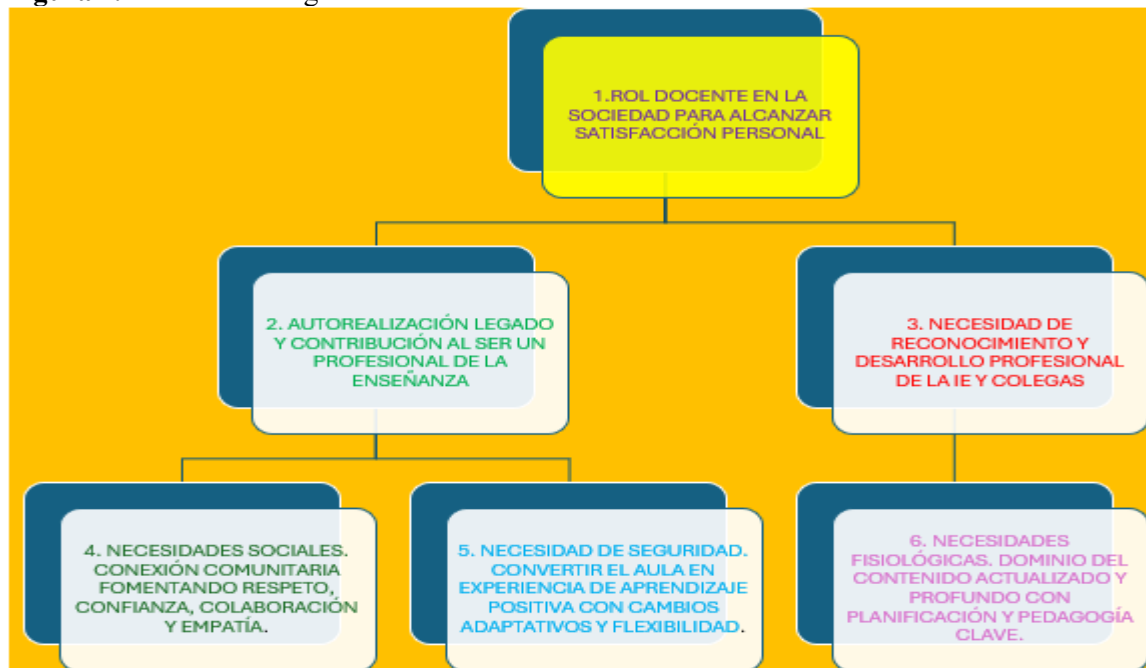 1.ROL DOCENTE EN LA
SOCIEDAD PARA ALCANZAR
SATISFACCIÓN PERSONAL
2. AUTOREALIZACIÓN LEGADO
Y CONTRIBUCIÓN AL SER UN
PROFESIONAL DE LA
ENSEÑANZA
3. NECESIDAD DE
RECONOCIMIENTO Y
DESARROLLO PROFESIONAL
DE LA IE Y COLEGAS
4. NECESIDADES SOCIALES.
CONEXIÓN COMUNITARIA
FOMENTANDO RESPETO,
CONFIANZA, COLABORACIÓN
Y EMPATÍA.
5. NECESIDAD DE SEGURIDAD.
CONVERTIR EL AULA EN
EXPERIENCIA DE APRENDIZAJE
POSITIVA CON CAMBIOS
ADAPTATIVOS Y FLEXIBILIDAD.
6. NECESIDADES
FISIOLÓGICAS. DOMINIO DEL
CONTENIDO ACTUALIZADO Y
PROFUNDO CON
PLANIFICACIÓN Y PEDAGOGÍA
CLAVE.